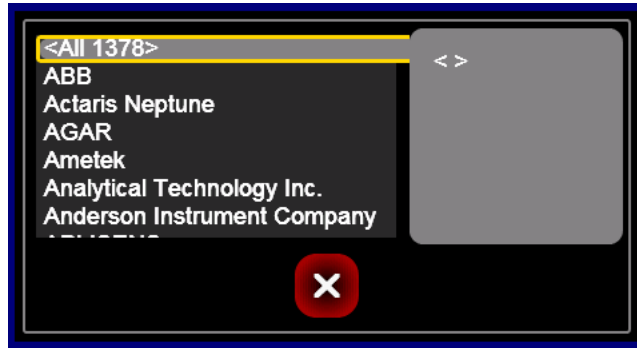 <All 1378>
ABB
Actaris Neptune
AGAR
Ametek
Analytical Technology Inc.
Anderson Instrument Company
< >